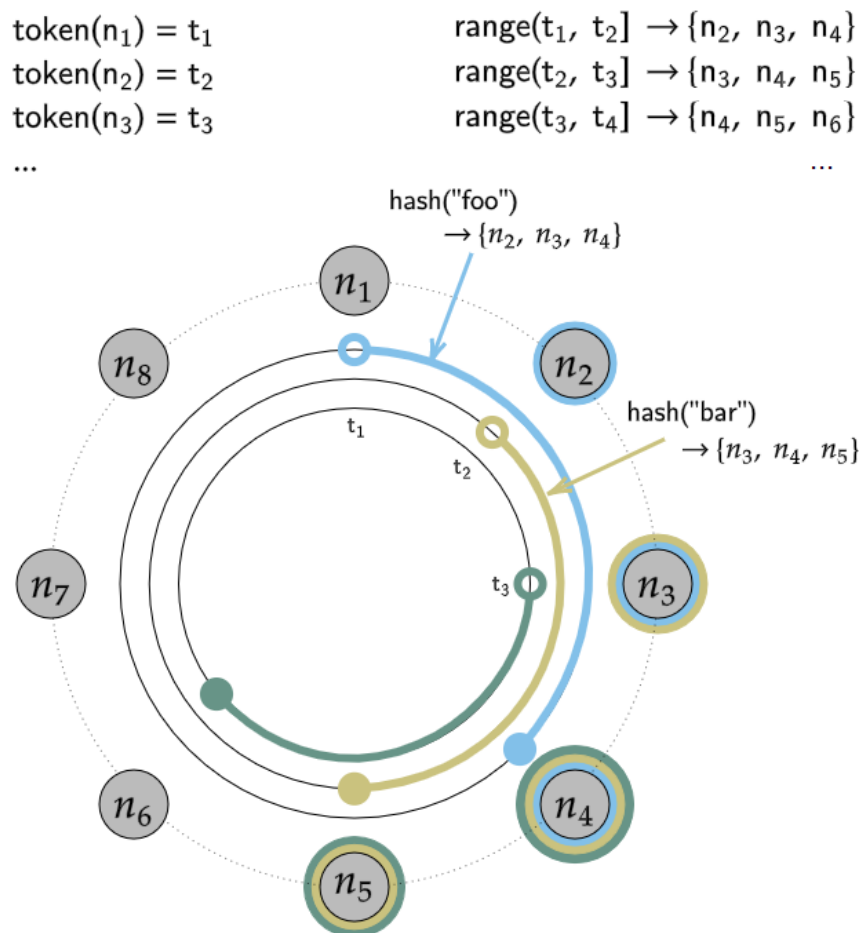 token(n₁) = t₁
token(n₂) = t₂
token(n₃) = t₃
...
range(t₁, t₂] → {n₂, n₃, n₄}
range(t₂, t₃] → {n₃, n₄, n₅}
range(t₃, t₄] → {n₄, n₅, n₆}
...
hash("foo")
→ {n₂, n₃, n₄}
n₁
n₈
n₂
hash("bar")
→ {n₃, n₄, n₅}
t₁
t₂
t₃
n₇
n₃
n₆
n₄
n₅